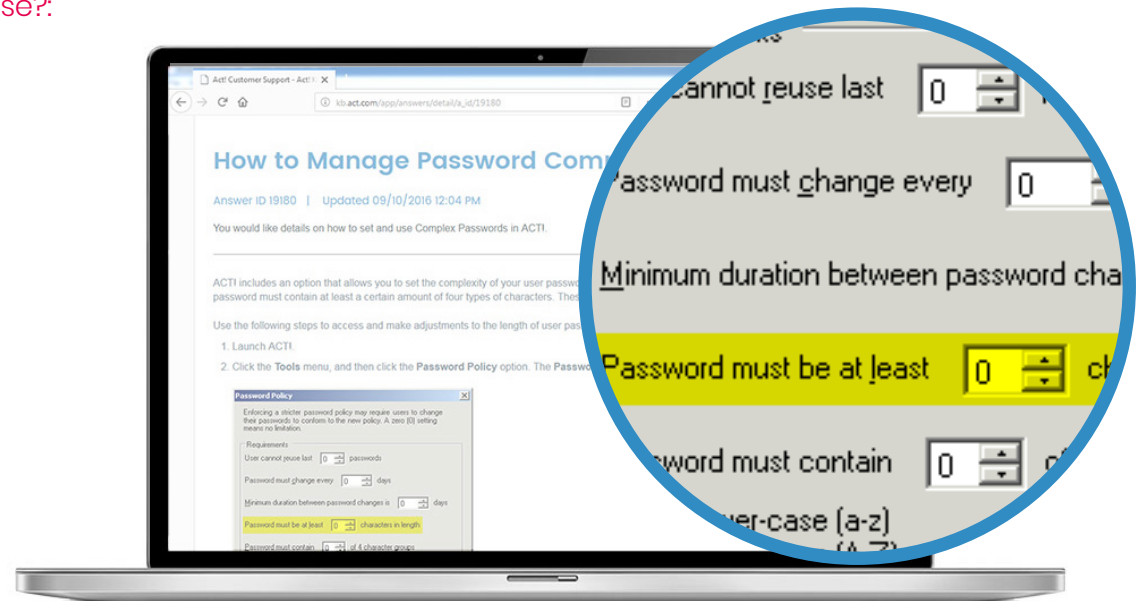 se?:
Act! Customer Support - Act!
kb.act.com/app/answers/detail/a_id/19180
How to Manage Password Com
Answer ID 19180 | Updated 09/10/2016 12:04 PM
You would like details on how to set and use Complex Passwords in ACT!.
ACT! includes an option that allows you to set the complexity of your user passwo
password must contain at least a certain amount of four types of characters. Thes
Use the following steps to access and make adjustments to the length of user pas
1. Launch ACT!.
2. Click the Tools menu, and then click the Password Policy option. The Passwo
Password Policy
Enforcing a stricter password policy may require users to change
their passwords to conform to the new policy. A zero (0) setting
means no limitation.
Requirements
User cannot reuse last 0 passwords
Password must change every 0 days
Minimum duration between password changes is 0 days
Password must be at least 0 characters in length
Password must contain 0 of 4 character groups
cannot reuse last 0
Password must change every 0
Minimum duration between password cha
Password must be at least 0 ch
sword must contain 0 of
wer-case (a-z)
(A-Z)